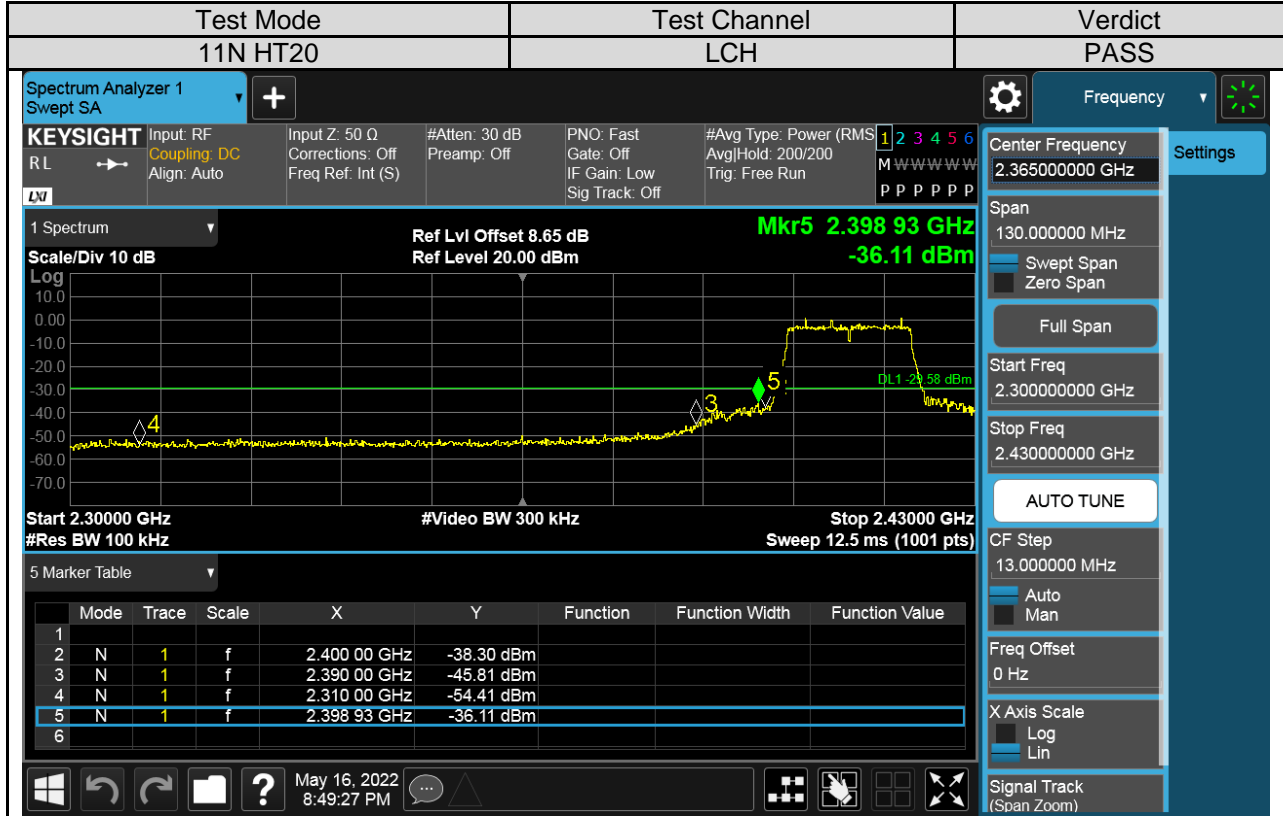 Test Mode Test Channel Verdict
11N HT20 LCH PASS
Spectrum Analyzer 1
Swept SA
Frequency
KEYSIGHT Input: RF Input Z: 50 Ω #Atten: 30 dB PNO: Fast #Avg Type: Power (RMS 1 2 3 4 5 6
RL Coupling: DC Corrections: Off Preamp: Off Gate: Off Avg|Hold: 200/200 M W W W W W
Align: Auto Freq Ref: Int (S) IF Gain: Low Trig: Free Run
LXI Sig Track: Off P P P P P P
Center Frequency
2.365000000 GHz
Settings
1 Spectrum
Ref Lvl Offset 8.65 dB
Mkr5 2.398 93 GHz
Scale/Div 10 dB Ref Level 20.00 dBm -36.11 dBm
Log
10.0
0.00
-10.0
-20.0
-30.0
-40.0
-50.0
-60.0
-70.0
DL1 -29.58 dBm
5
3
4
Start 2.30000 GHz #Video BW 300 kHz Stop 2.43000 GHz
#Res BW 100 kHz Sweep 12.5 ms (1001 pts)
Span
130.000000 MHz
Swept Span
Zero Span
Full Span
Start Freq
2.300000000 GHz
Stop Freq
2.430000000 GHz
AUTO TUNE
CF Step
13.000000 MHz
Auto
Man
Freq Offset
0 Hz
X Axis Scale
Log
Lin
Signal Track
(Span Zoom)
5 Marker Table
Mode Trace Scale X Y Function Function Width Function Value
1
2 N 1 f 2.400 00 GHz -38.30 dBm
3 N 1 f 2.390 00 GHz -45.81 dBm
4 N 1 f 2.310 00 GHz -54.41 dBm
5 N 1 f 2.398 93 GHz -36.11 dBm
6
?
May 16, 2022
8:49:27 PM